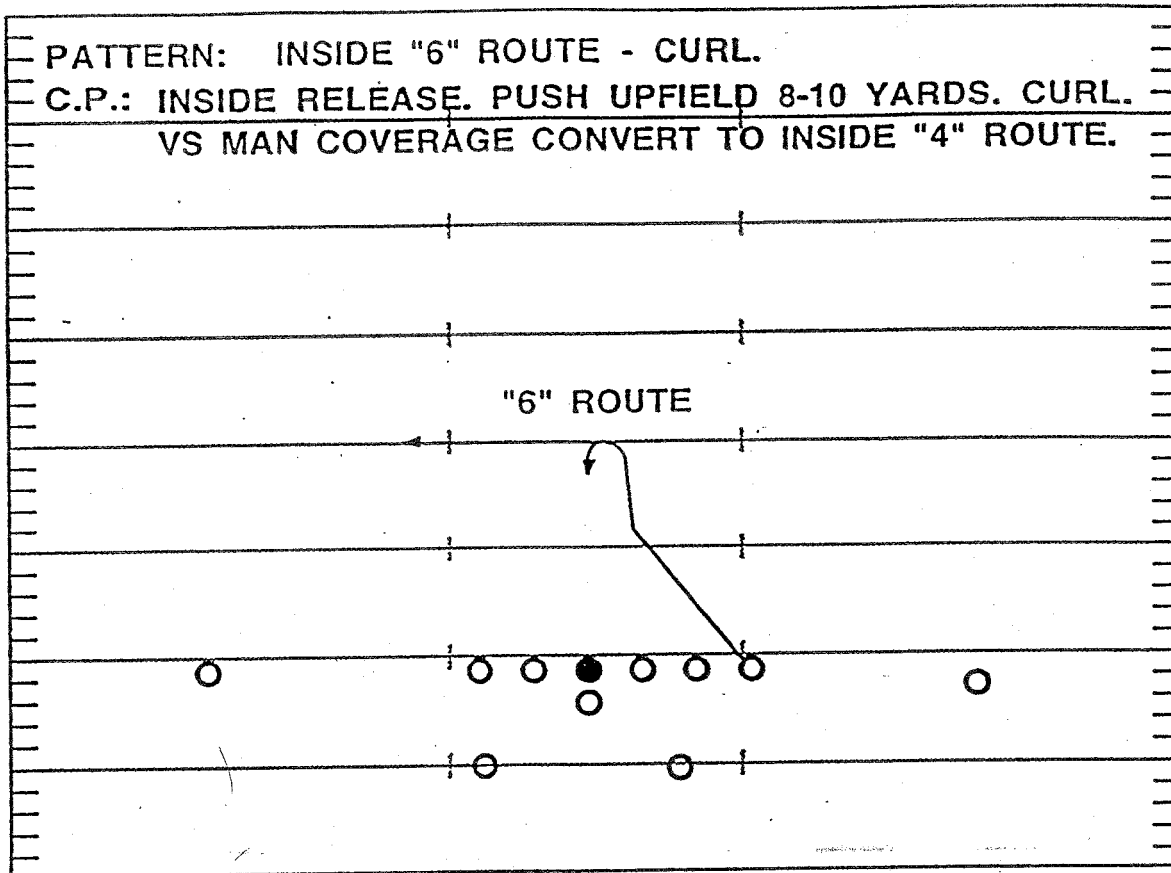 PATTERN: INSIDE "6" ROUTE - CURL.
C.P.: INSIDE RELEASE. PUSH UPFIELD 8-10 YARDS. CURL.
VS MAN COVERAGE CONVERT TO INSIDE "4" ROUTE.
"6" ROUTE